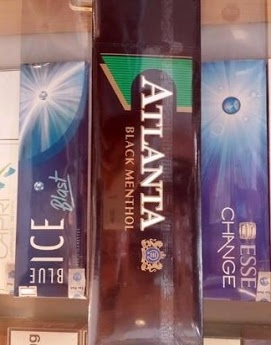 BLUE
ICE
Blast
ATLANTA
BLACK MENTHOL
ESSE
CHANGE